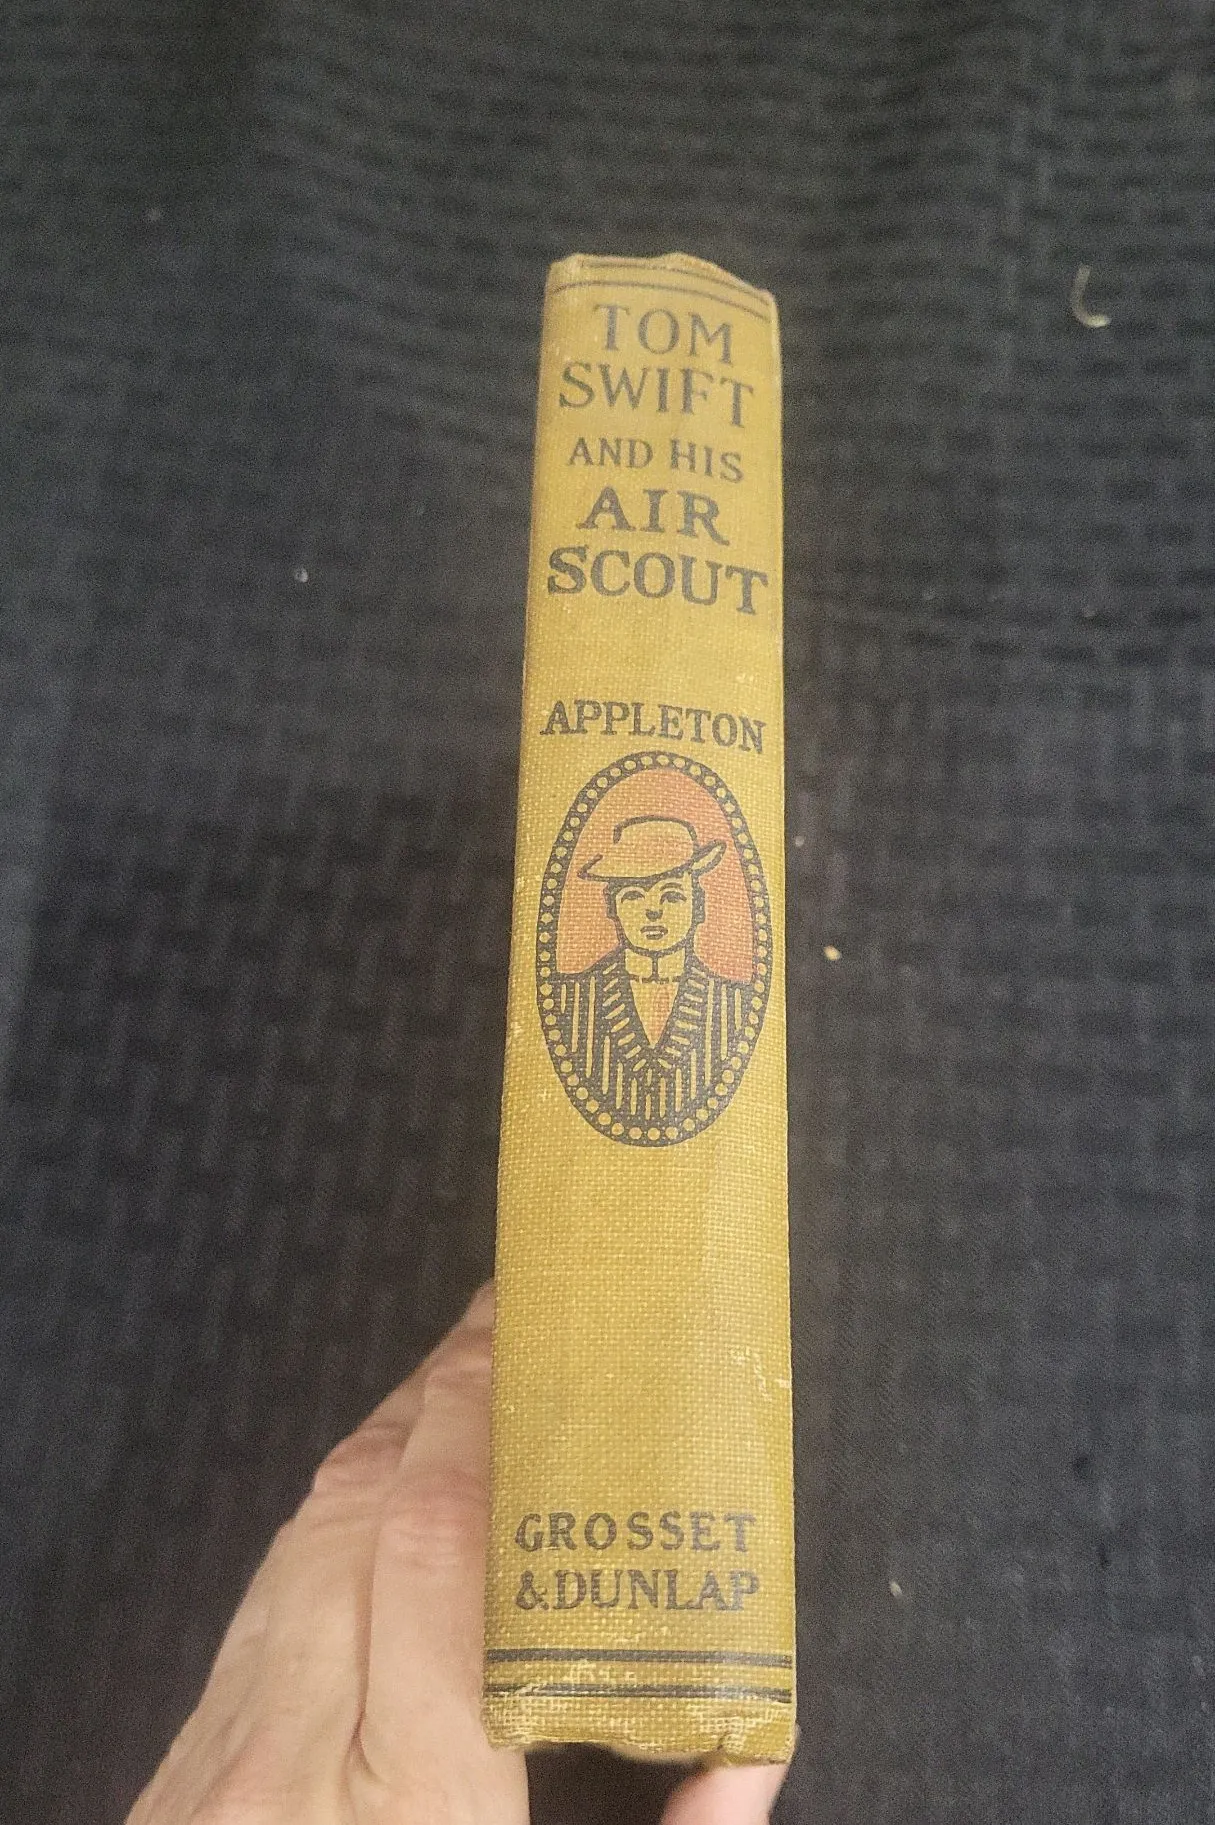 TOM
SWIFT
AND HIS
AIR
SCOUT
APPLETON
GROSSET
&DUNLAP